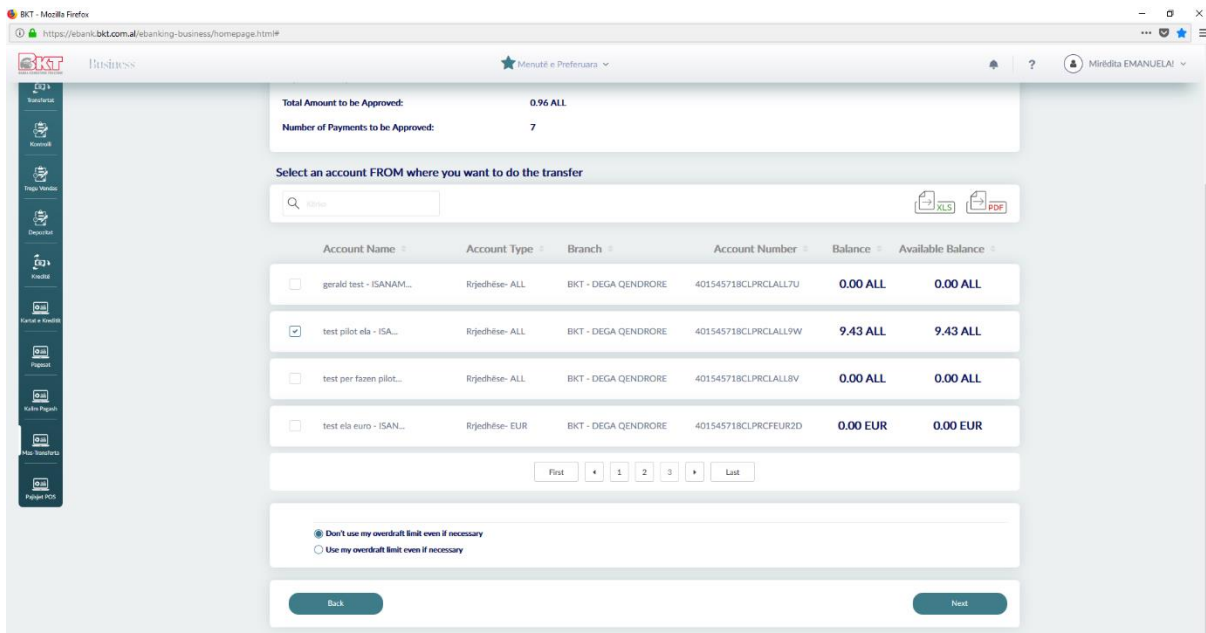 BKT - Mozilla Firefox
https://ebank.bkt.com.al/ebanking-business/homepage.html#
BKT
Business
Menutë e Preferuara
?
Mirëdita EMANUELA!
Transfertat
Kontrolli
Depozitat
Kreditë
Kartat e Kreditit
Pagesat
Kalim Pagash
Mas Transferta
Pajisjet POS
Total Amount to be Approved: 0.96 ALL
Number of Payments to be Approved: 7
Select an account FROM where you want to do the transfer
XLS PDF
Account Name Account Type Branch Account Number Balance Available Balance
gerald test - ISANAM... Rrjedhëse- ALL BKT - DEGA QENDRORE 401545718CLPRCLALL7U 0.00 ALL 0.00 ALL
test pilot ela - ISA... Rrjedhëse- ALL BKT - DEGA QENDRORE 401545718CLPRCLALL9W 9.43 ALL 9.43 ALL
test per fazen pilot... Rrjedhëse- ALL BKT - DEGA QENDRORE 401545718CLPRCLALL8V 0.00 ALL 0.00 ALL
test ela euro - ISAN... Rrjedhëse- EUR BKT - DEGA QENDRORE 401545718CLPRCFEUR2D 0.00 EUR 0.00 EUR
First 1 2 3 Last
Don't use my overdraft limit even if necessary
Use my overdraft limit even if necessary
Back Next